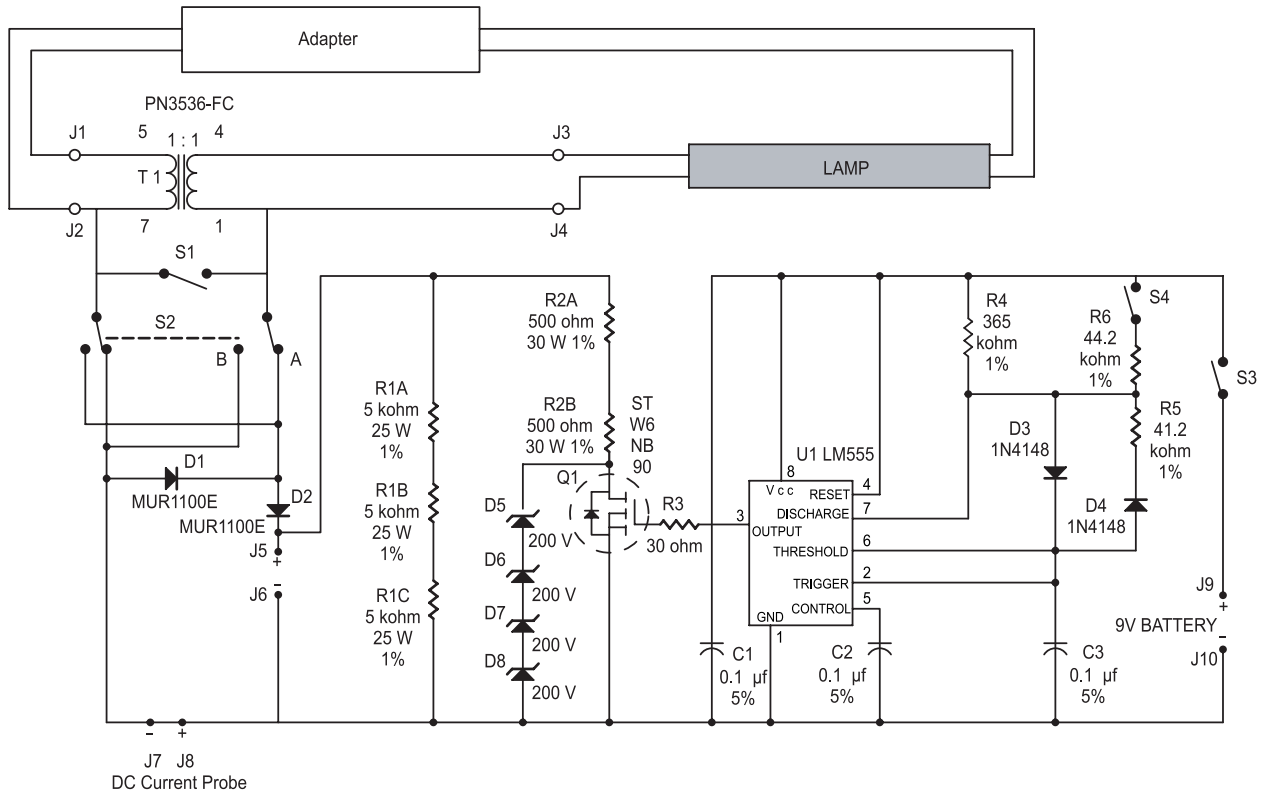 Adapter
PN3536-FC
J1
5
1 : 1
4
J3
T 1
LAMP
J2
7
1
J4
S1
S2
B
A
D1
MUR1100E
D2
MUR1100E
J5
+
-
J6
-
+
J7
J8
DC Current Probe
R1A
5 kohm
25 W
1%
R1B
5 kohm
25 W
1%
R1C
5 kohm
25 W
1%
R2A
500 ohm
30 W 1%
R2B
500 ohm
30 W 1%
ST
W6
NB
90
Q1
D5
200 V
D6
200 V
D7
200 V
D8
200 V
R3
30 ohm
U1 LM555
8
Vcc
RESET
4
DISCHARGE
7
3
OUTPUT
THRESHOLD
6
TRIGGER
2
CONTROL
5
GND
1
C1
0.1 µf
5%
C2
0.1 µf
5%
C3
0.1 µf
5%
R4
365
kohm
1%
S4
R6
44.2
kohm
1%
S3
D3
1N4148
R5
41.2
kohm
1%
D4
1N4148
J9
+
9V BATTERY
-
J10